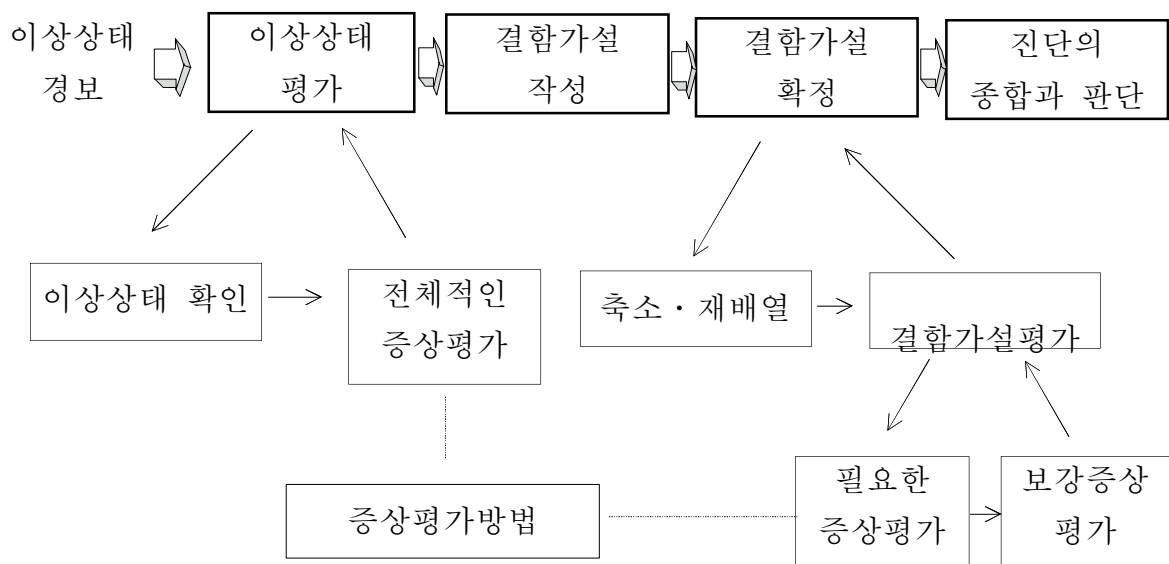 이상상태
경보
이상상태
평가
결함가설
작성
결함가설
확정
진단의
종합과 판단
이상상태 확인
전체적인
증상평가
축소・재배열
결함가설평가
증상평가방법
필요한
증상평가
보강증상
평가